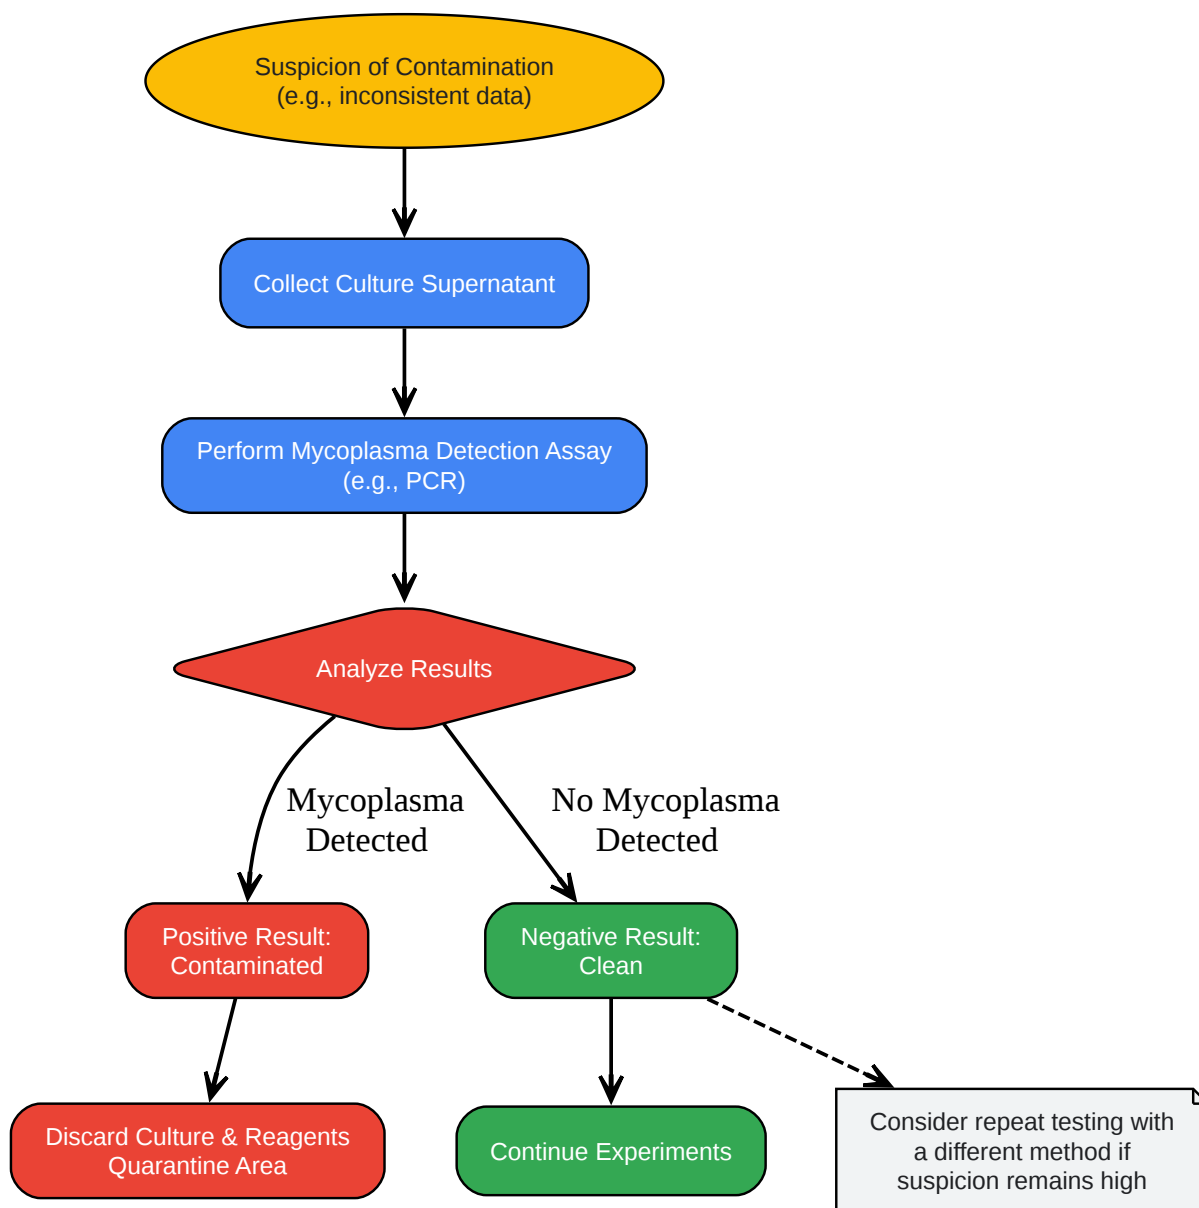 Suspicion of Contamination
(e.g., inconsistent data)
Collect Culture Supernatant
Perform Mycoplasma Detection Assay
(e.g., PCR)
Analyze Results
Mycoplasma
Detected
No Mycoplasma
Detected
Positive Result:
Contaminated
Negative Result:
Clean
Discard Culture & Reagents
Quarantine Area
Continue Experiments
Consider repeat testing with
a different method if
suspicion remains high